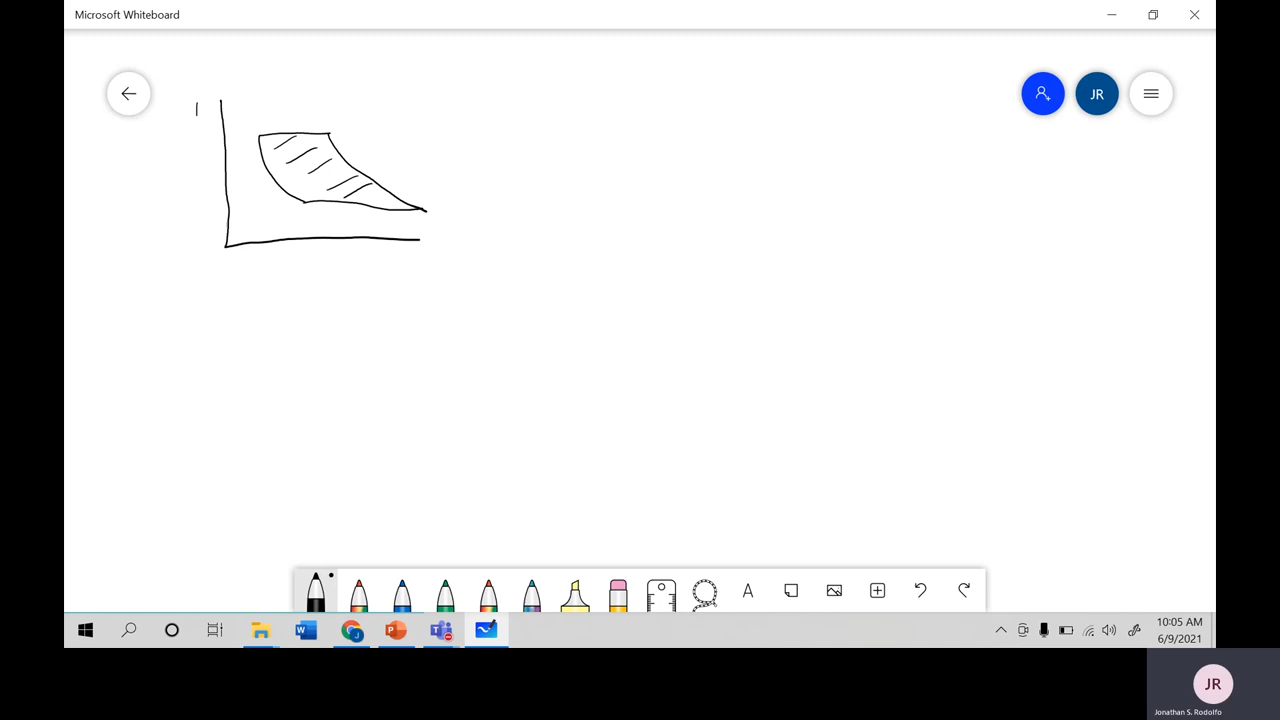 Microsoft Whiteboard
JR
A
10:05 AM
6/9/2021
JR
Jonathan S. Rodolfo